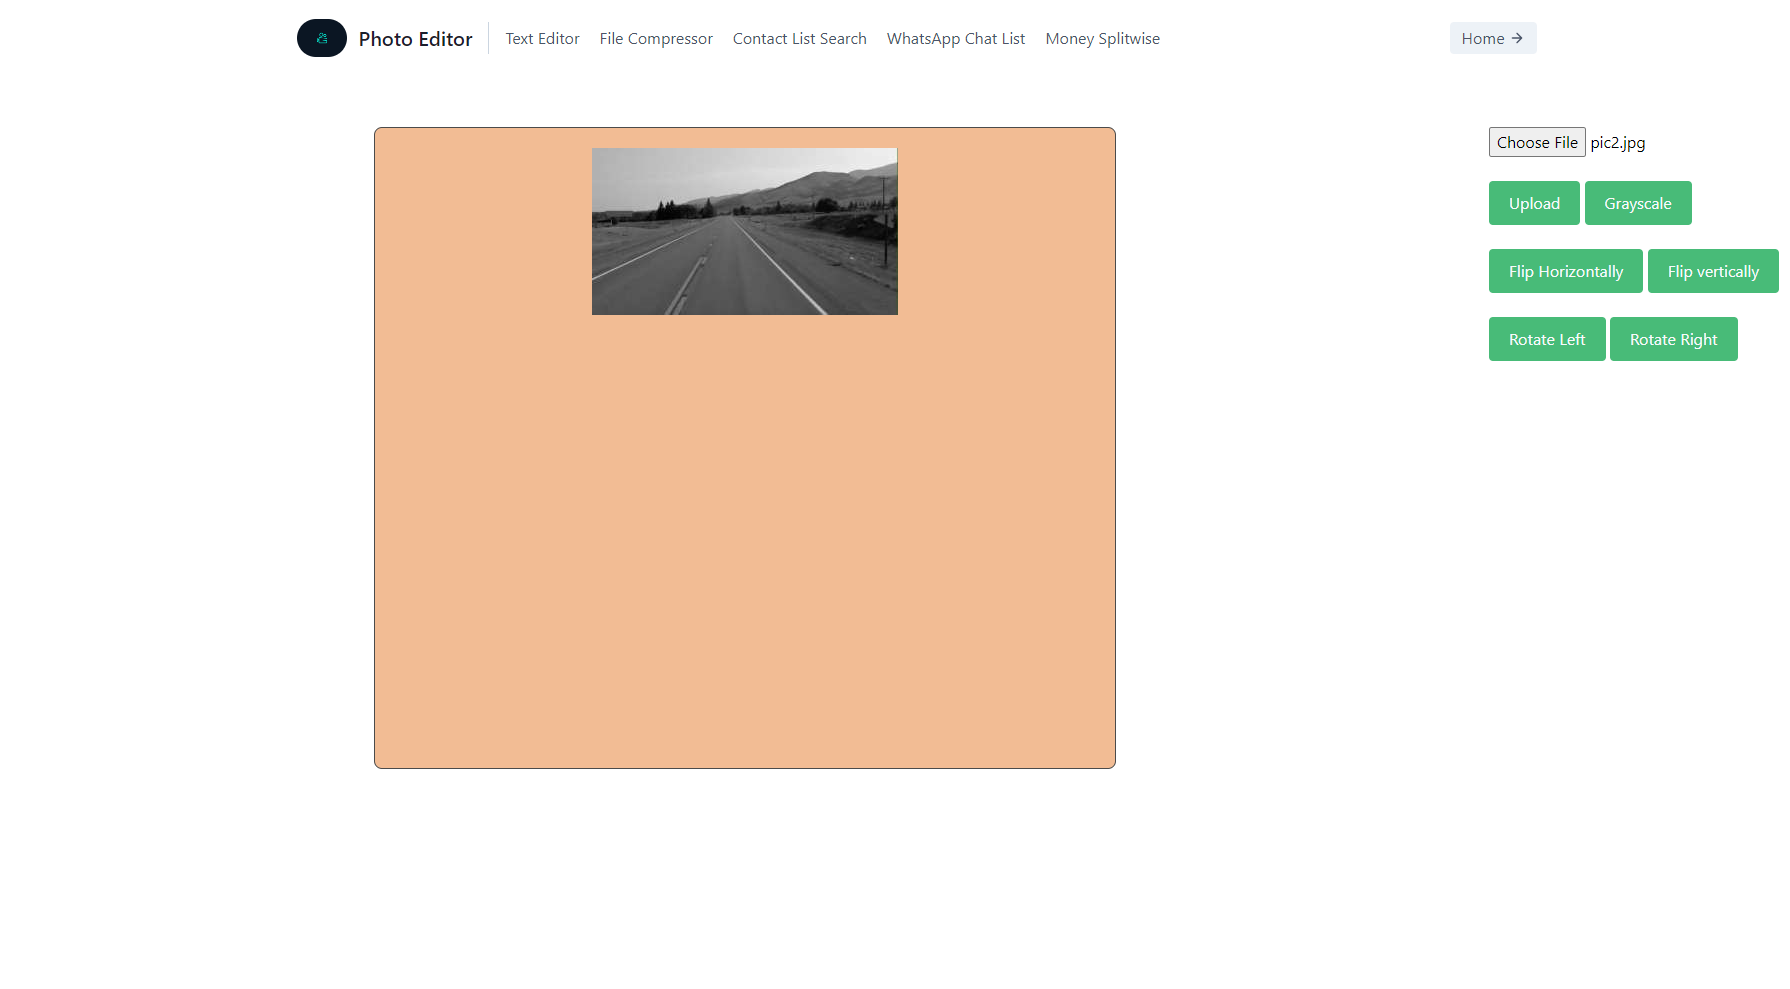 Photo Editor Text Editor File Compressor Contact List Search WhatsApp Chat List Money Splitwise Home →
Choose File pic2.jpg
Upload Grayscale
Flip Horizontally Flip vertically
Rotate Left Rotate Right